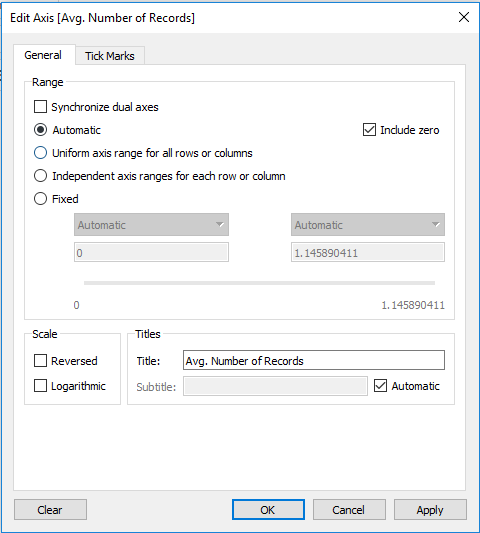 Edit Axis [Avg. Number of Records]
General Tick Marks
Range
Synchronize dual axes
Automatic Include zero
Uniform axis range for all rows or columns
Independent axis ranges for each row or column
Fixed
Automatic Automatic
0 1.145890411
0 1.145890411
Scale Titles
Reversed Title: Avg. Number of Records
Logarithmic Subtitle: Automatic
Clear OK Cancel Apply